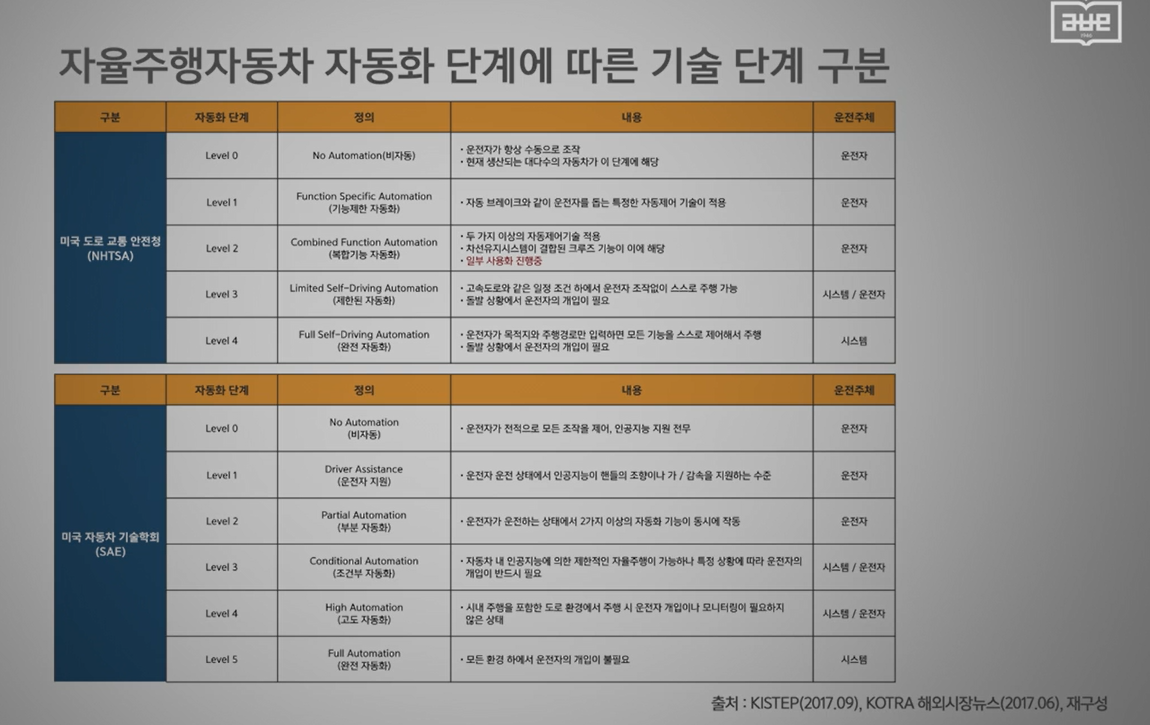 aye
자율주행자동차 자동화 단계에 따른 기술 단계 구분
구분 자동화 단계 정의 내용 운전주체
미국 도로 교통 안전청
(NHTSA)
Level 0
No Automation(비자동)
· 운전자가 항상 수동으로 조작
· 현재 생산되는 대다수의 자동차가 이 단계에 해당
운전자
Level 1
Function Specific Automation
(기능제한 자동화)
· 자동 브레이크와 같이 운전자를 돕는 특정한 자동제어 기술이 적용
운전자
Level 2
Combined Function Automation
(복합기능 자동화)
· 두 가지 이상의 자동제어기술 적용
· 차선유지시스템이 결합된 크루즈 기능이 이에 해당
· 일부 사용화 진행중
운전자
Level 3
Limited Self-Driving Automation
(제한된 자동화)
· 고속도로와 같은 일정 조건 하에서 운전자 조작없이 스스로 주행 가능
· 돌발 상황에서 운전자의 개입이 필요
시스템 / 운전자
Level 4
Full Self-Driving Automation
(완전 자동화)
· 운전자가 목적지와 주행경로만 입력하면 모든 기능을 스스로 제어해서 주행
· 돌발 상황에서 운전자의 개입이 필요
시스템
구분 자동화 단계 정의 내용 운전주체
미국 자동차 기술학회
(SAE)
Level 0
No Automation
(비자동)
· 운전자가 전적으로 모든 조작을 제어, 인공지능 지원 전무
운전자
Level 1
Driver Assistance
(운전자 지원)
· 운전자 운전 상태에서 인공지능이 핸들의 조향이나 가 / 감속을 지원하는 수준
운전자
Level 2
Partial Automation
(부분 자동화)
· 운전자가 운전하는 상태에서 2가지 이상의 자동화 기능이 동시에 작동
운전자
Level 3
Conditional Automation
(조건부 자동화)
· 자동차 내 인공지능에 의한 제한적인 자율주행이 가능하나 특정 상황에 따라 운전자의
개입이 반드시 필요
시스템 / 운전자
Level 4
High Automation
(고도 자동화)
· 시내 주행을 포함한 도로 환경에서 주행 시 운전자 개입이나 모니터링이 필요하지
않은 상태
시스템 / 운전자
Level 5
Full Automation
(완전 자동화)
· 모든 환경 하에서 운전자의 개입이 불필요
시스템
출처 : KISTEP(2017.09), KOTRA 해외시장뉴스(2017.06), 재구성